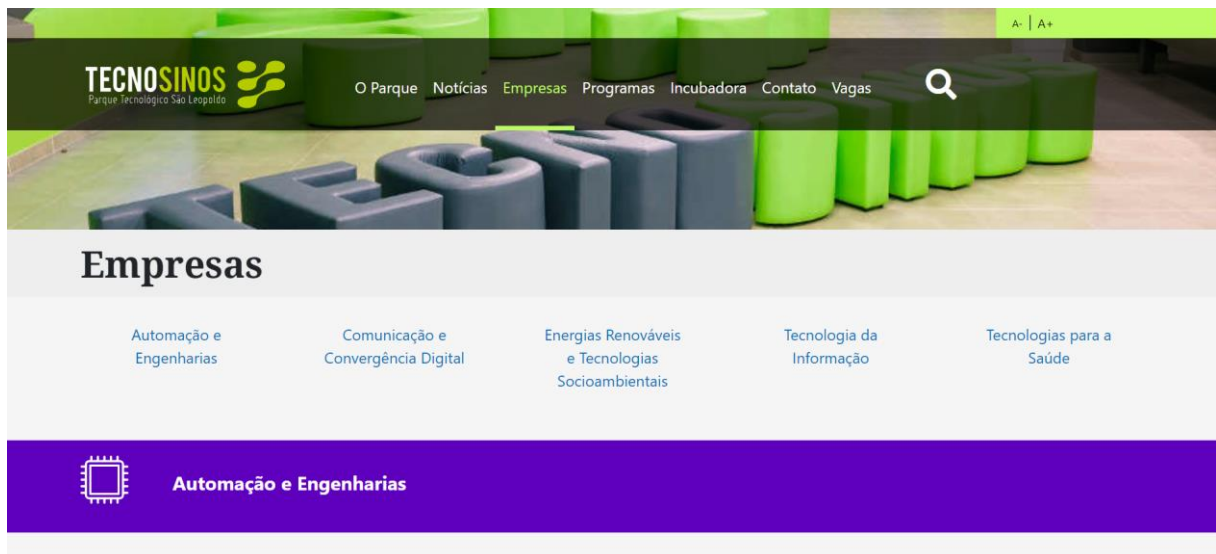 A- | A+
TECNOSINOS
Parque Tecnológico São Leopoldo
O Parque Notícias Empresas Programas Incubadora Contato Vagas
TECNOSINOS
Empresas
Automação e
Engenharias
Comunicação e
Convergência Digital
Energias Renováveis
e Tecnologias
Socioambientais
Tecnologia da
Informação
Tecnologias para a
Saúde
Automação e Engenharias